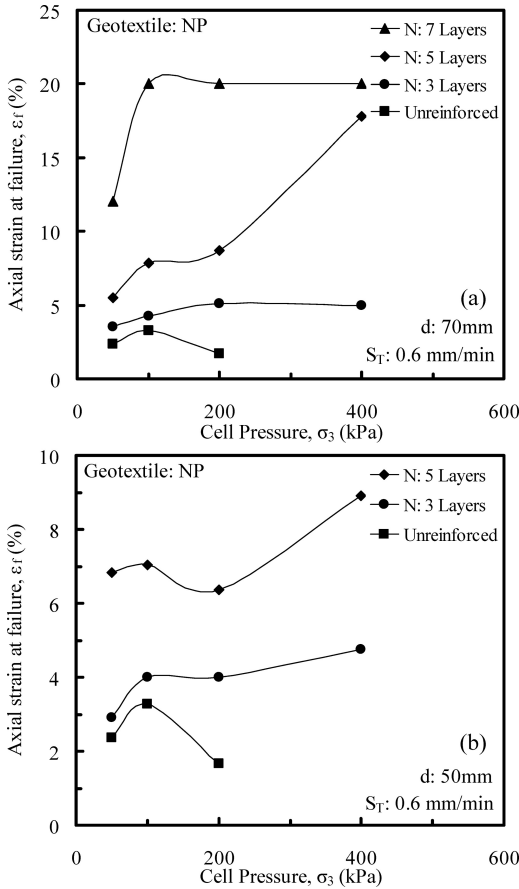 25
20
15
10
5
0
Axial strain at failure, εf (%)
Geotextile: NP
N: 7 Layers
N: 5 Layers
N: 3 Layers
Unreinforced
(a)
d: 70mm
ST: 0.6 mm/min
0 200 400 600
Cell Pressure, σ3 (kPa)
10
8
6
4
2
0
Axial strain at failure, εf (%)
Geotextile: NP
N: 5 Layers
N: 3 Layers
Unreinforced
(b)
d: 50mm
ST: 0.6 mm/min
0 200 400 600
Cell Pressure, σ3 (kPa)